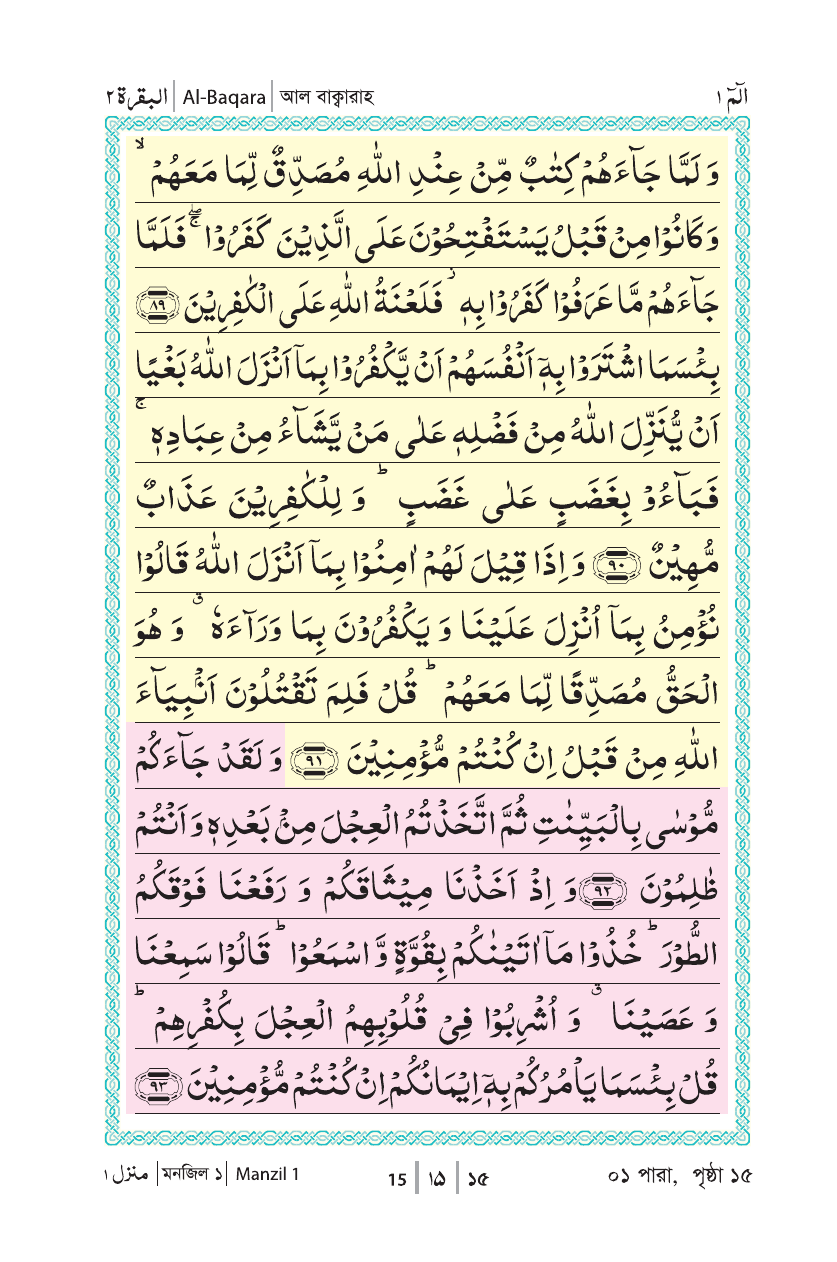 البقرة ٢ | Al-Baqara | আল বাক্বারাহ الٓمّٓ ١
وَ لَمَّا جَآءَهُمْ كِتٰبٌ مِّنْ عِنْدِ اللّٰهِ مُصَدِّقٌ لِّمَا مَعَهُمْ ۙ
وَكَانُوْا مِنْ قَبْلُ يَسْتَفْتِحُوْنَ عَلَى الَّذِيْنَ كَفَرُوْا ۖۚ فَلَمَّا
جَآءَهُمْ مَّا عَرَفُوْا كَفَرُوْا بِهٖ ؗ فَلَعْنَةُ اللّٰهِ عَلَى الْكٰفِرِيْنَ ﴿٨٩﴾
بِئْسَمَا اشْتَرَوْا بِهٖۤ اَنْفُسَهُمْ اَنْ يَّكْفُرُوْا بِمَاۤ اَنْزَلَ اللّٰهُ بَغْيًا
اَنْ يُّنَزِّلَ اللّٰهُ مِنْ فَضْلِهٖ عَلٰى مَنْ يَّشَآءُ مِنْ عِبَادِهٖ ۚ
فَبَآءُوْ بِغَضَبٍ عَلٰى غَضَبٍ ؕ وَ لِلْكٰفِرِيْنَ عَذَابٌ
مُّهِيْنٌ ﴿٩٠﴾ وَ اِذَا قِيْلَ لَهُمْ اٰمِنُوْا بِمَاۤ اَنْزَلَ اللّٰهُ قَالُوْا
نُؤْمِنُ بِمَاۤ اُنْزِلَ عَلَيْنَا وَ يَكْفُرُوْنَ بِمَا وَرَآءَهٗ ۗ وَ هُوَ
الْحَقُّ مُصَدِّقًا لِّمَا مَعَهُمْ ؕ قُلْ فَلِمَ تَقْتُلُوْنَ اَنْۢبِيَآءَ
اللّٰهِ مِنْ قَبْلُ اِنْ كُنْتُمْ مُّؤْمِنِيْنَ ﴿٩١﴾ وَ لَقَدْ جَآءَكُمْ
مُّوْسٰى بِالْبَيِّنٰتِ ثُمَّ اتَّخَذْتُمُ الْعِجْلَ مِنْۢ بَعْدِهٖ وَ اَنْتُمْ
ظٰلِمُوْنَ ﴿٩٢﴾ وَ اِذْ اَخَذْنَا مِيْثَاقَكُمْ وَ رَفَعْنَا فَوْقَكُمُ
الطُّوْرَ ؕ خُذُوْا مَاۤ اٰتَيْنٰكُمْ بِقُوَّةٍ وَّ اسْمَعُوْا ؕ قَالُوْا سَمِعْنَا
وَ عَصَيْنَا ۗ وَ اُشْرِبُوْا فِيْ قُلُوْبِهِمُ الْعِجْلَ بِكُفْرِهِمْ ؕ
قُلْ بِئْسَمَا يَاْمُرُكُمْ بِهٖۤ اِيْمَانُكُمْ اِنْ كُنْتُمْ مُّؤْمِنِيْنَ ﴿٩٣﴾
منزل ١ | মনজিল ১ | Manzil 1 15 | ١٥ | ১৫ ০১ পারা, পৃষ্ঠা ১৫